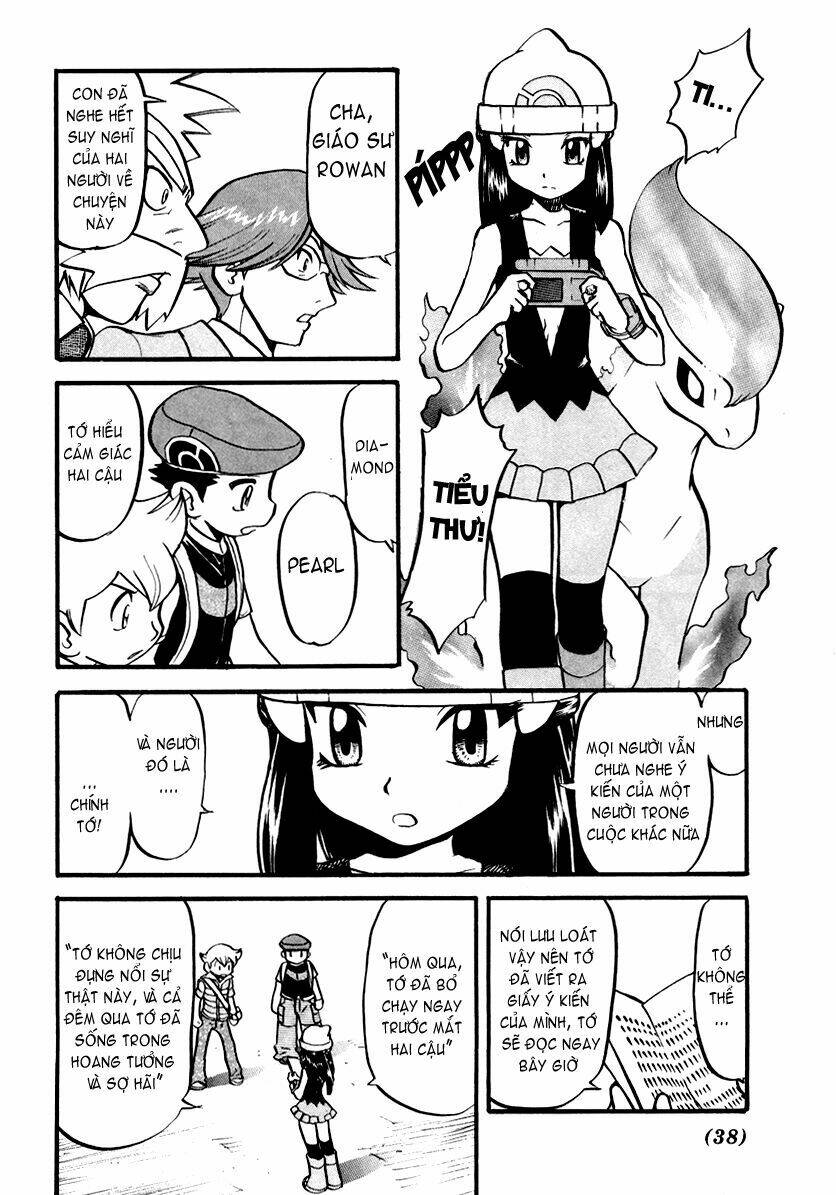 TI...
PÍPPP
TIỂU
THƯ!
CHA,
GIÁO SƯ
ROWAN
CON ĐÃ
NGHE HẾT
SUY NGHĨ
CỦA HAI
NGƯỜI VỀ
CHUYỆN
NÀY
DIA-
MOND
PEARL
TỚ HIỂU
CẢM GIÁC
HAI CẬU
NHƯNG
MỌI NGƯỜI VẪN
CHƯA NGHE Ý
KIẾN CỦA MỘT
NGƯỜI TRONG
CUỘC KHÁC NỮA
VÀ NGƯỜI
ĐÓ LÀ
....
...
CHÍNH
TỚ!
TỚ
KHÔNG
THỂ
...
NÓI LƯU LOÁT
VẬY NÊN TỚ
ĐÃ VIẾT RA
GIẤY Ý KIẾN
CỦA MÌNH, TỚ
SẼ ĐỌC NGAY
BÂY GIỜ
"HÔM QUA,
TỚ ĐÃ BỎ
CHẠY NGAY
TRƯỚC MẮT
HAI CẬU"
"TỚ KHÔNG CHỊU
ĐỰNG NỔI SỰ
THẬT NÀY, VÀ CẢ
ĐÊM QUA TỚ ĐÃ
SỐNG TRONG
HOANG TƯỞNG
VÀ SỢ HÃI"
(38)